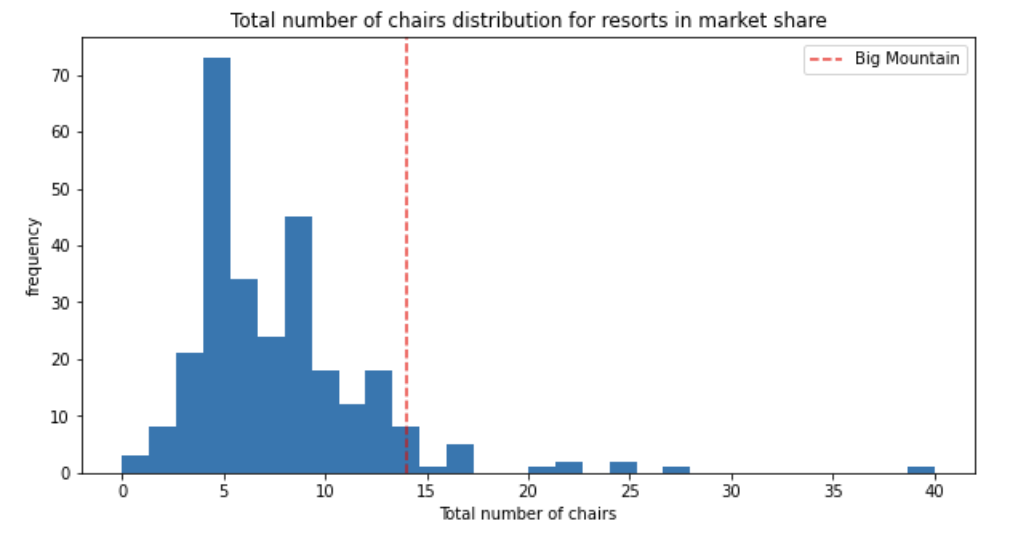 Total number of chairs distribution for resorts in market share
Big Mountain
70
60
50
40
30
20
10
0
frequency
0 5 10 15 20 25 30 35 40
Total number of chairs